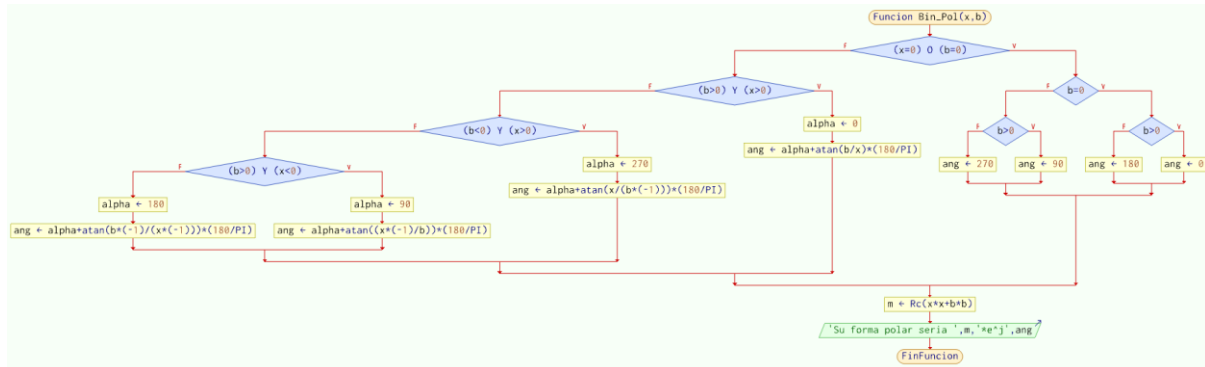 Funcion Bin_Pol(x,b)
(x=0) O (b=0)
F
V
(b>0) Y (x>0)
F
V
b=0
F
V
(b<0) Y (x>0)
F
V
alpha ← 0
ang ← alpha+atan(b/x)*(180/PI)
b>0
F
V
b>0
F
V
(b>0) Y (x<0)
F
V
alpha ← 270
ang ← alpha+atan(x/(b*(-1)))*(180/PI)
ang ← 270
ang ← 90
ang ← 180
ang ← 0
alpha ← 180
alpha ← 90
ang ← alpha+atan(b*(-1)/(x*(-1)))*(180/PI)
ang ← alpha+atan((x*(-1)/b))*(180/PI)
m ← Rc(x*x+b*b)
'Su forma polar seria ',m,'*e^j',ang
FinFuncion